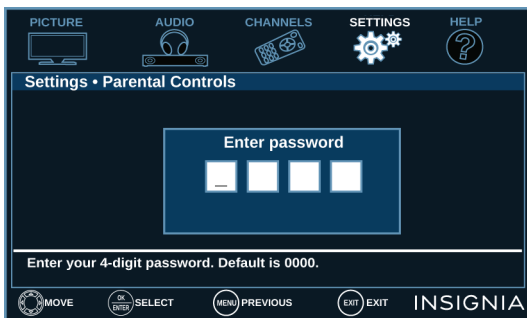 PICTURE AUDIO CHANNELS SETTINGS HELP
?
Settings • Parental Controls
Enter password
_
Enter your 4-digit password. Default is 0000.
MOVE OK ENTER SELECT MENU PREVIOUS EXIT EXIT INSIGNIA